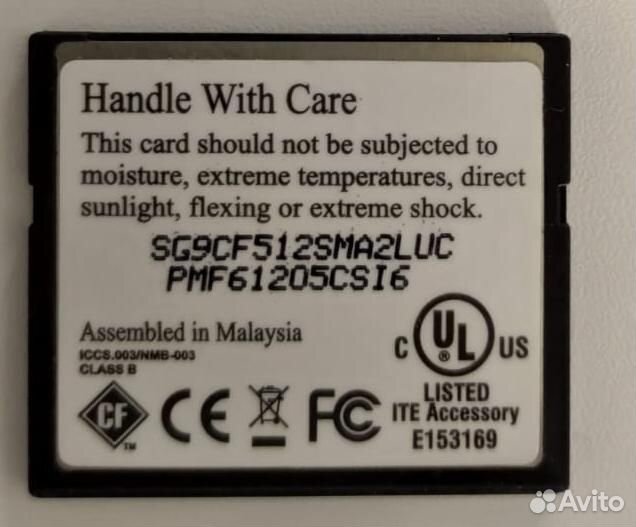 Handle With Care
This card should not be subjected to
moisture, extreme temperatures, direct
sunlight, flexing or extreme shock.
SG9CF512SMA2LUC
PMF61205CSI6
Assembled in Malaysia
ICCS.003/NMB-003
CLASS B
C UL US
®
LISTED
ITE Accessory
E153169
CF
TM
CE
FC
Avito